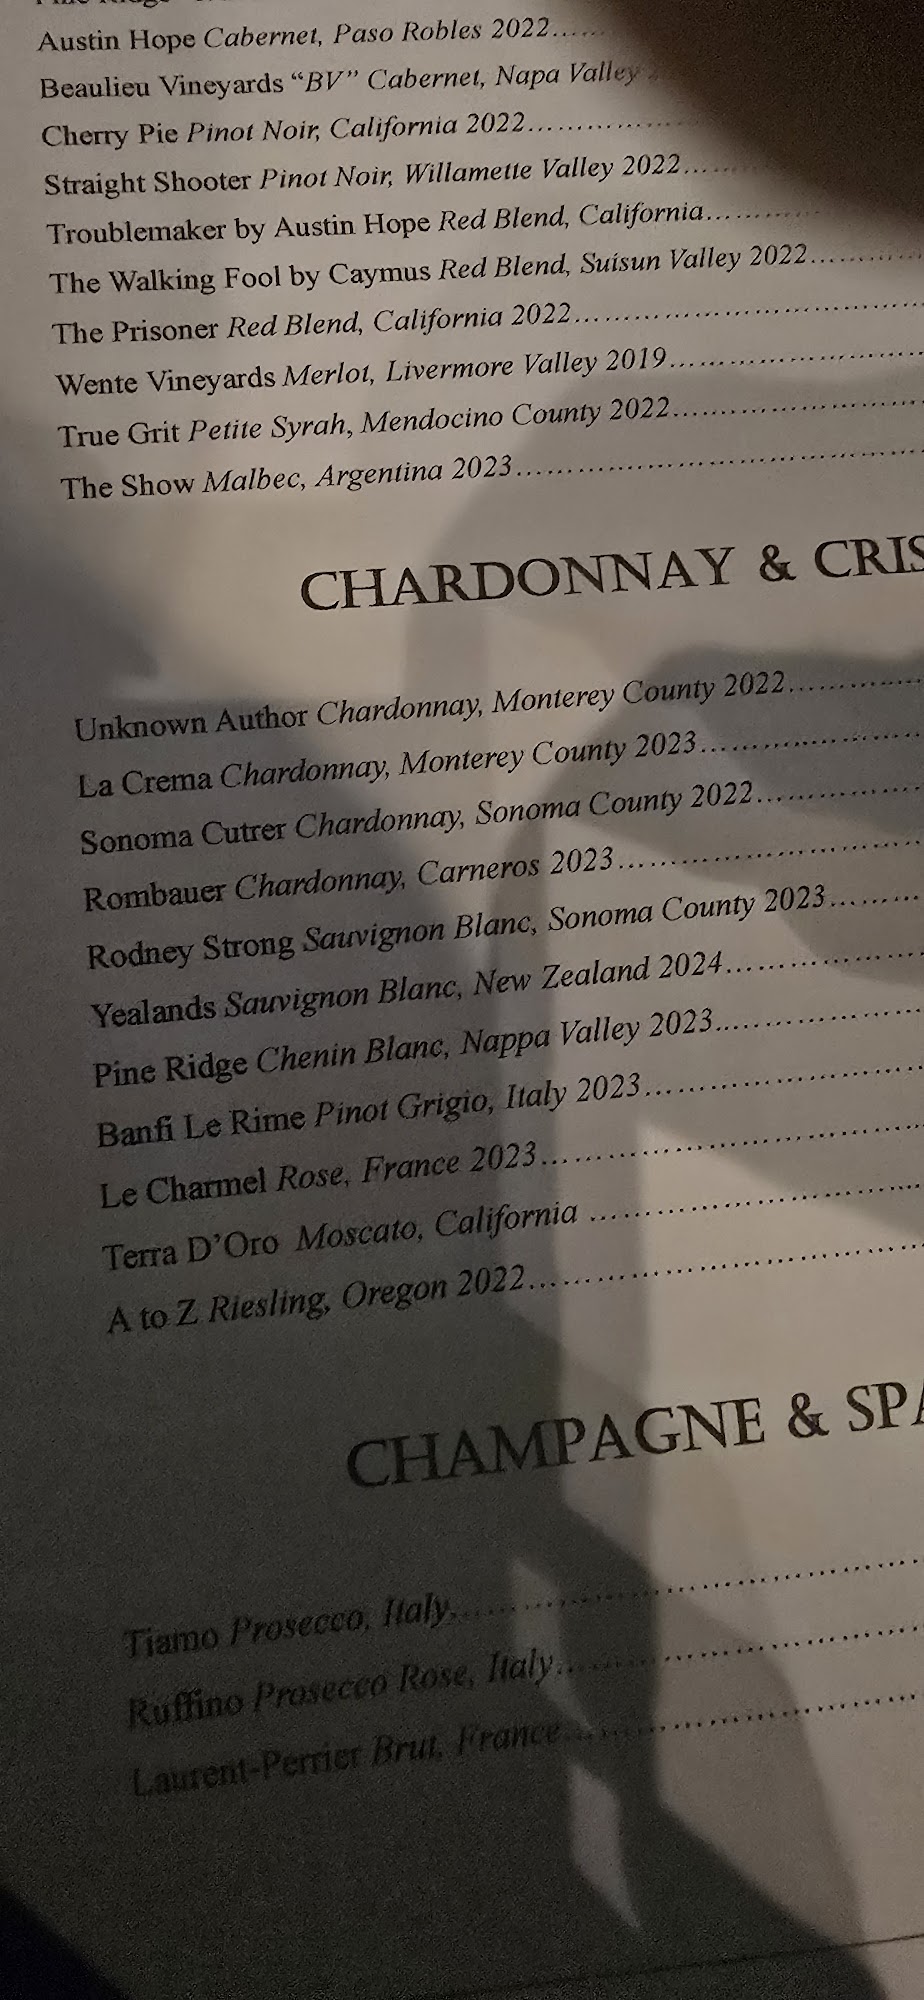 Austin Hope Cabernet, Paso Robles 2022......
Beaulieu Vineyards “BV” Cabernet, Napa Valley
Cherry Pie Pinot Noir, California 2022..................
Straight Shooter Pinot Noir, Willamette Valley 2022.......
Troublemaker by Austin Hope Red Blend, California............
The Walking Fool by Caymus Red Blend, Suisun Valley 2022............
The Prisoner Red Blend, California 2022....................................
Wente Vineyards Merlot, Livermore Valley 2019..........................
True Grit Petite Syrah, Mendocino County 2022..........................
The Show Malbec, Argentina 2023..........................................
CHARDONNAY & CRIS
Unknown Author Chardonnay, Monterey County 2022.............
La Crema Chardonnay, Monterey County 2023.......................
Sonoma Cutrer Chardonnay, Sonoma County 2022.................
Rombauer Chardonnay, Carneros 2023................................
Rodney Strong Sauvignon Blanc, Sonoma County 2023.........
Yealands Sauvignon Blanc, New Zealand 2024....................
Pine Ridge Chenin Blanc, Nappa Valley 2023.....................
Banfi Le Rime Pinot Grigio, Italy 2023............................
Le Charmel Rose, France 2023.......................................
Terra D’Oro Moscato, California ..................................
A to Z Riesling, Oregon 2022........................................
CHAMPAGNE & SPA
Tiamo Prosecco, Italy................................................
Ruffino Prosecco Rose, Italy.......................................
Laurent-Perrier Brut, France.......................................